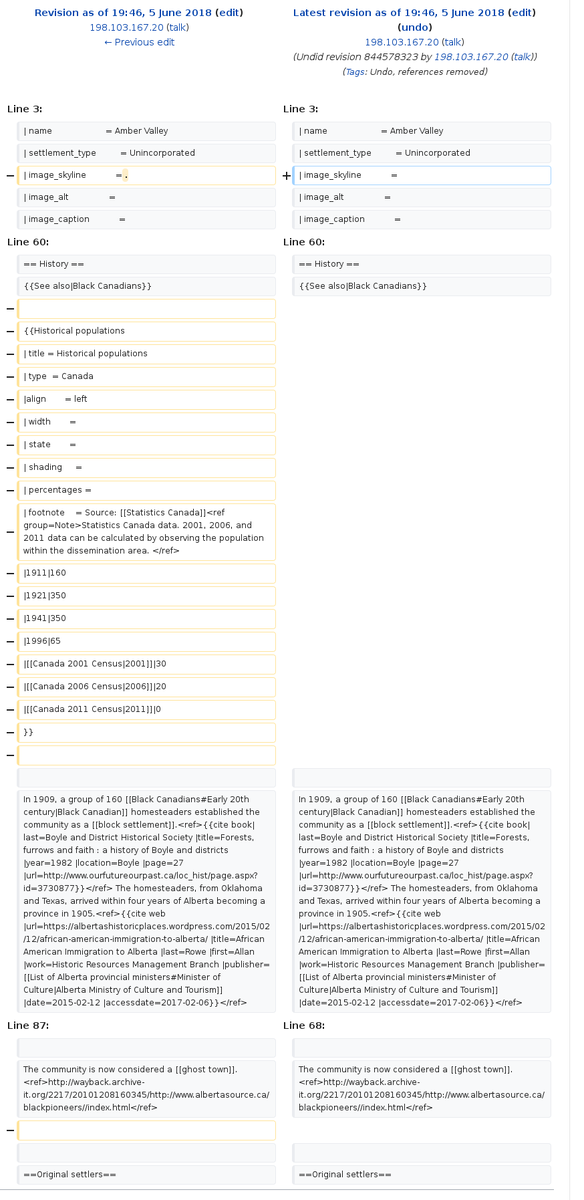 Revision as of 19:46, 5 June 2018 (edit)
198.103.167.20 (talk)
← Previous edit
Latest revision as of 19:46, 5 June 2018 (edit)
(undo)
198.103.167.20 (talk)
(Undid revision 844578323 by 198.103.167.20 (talk))
(Tags: Undo, references removed)
Line 3:
Line 3:
| name = Amber Valley
| name = Amber Valley
| settlement_type = Unincorporated
| settlement_type = Unincorporated
− | image_skyline = .
+ | image_skyline =
| image_alt =
| image_alt =
| image_caption =
| image_caption =
Line 60:
Line 60:
== History ==
== History ==
{{See also|Black Canadians}}
{{See also|Black Canadians}}
−
− {{Historical populations
− | title = Historical populations
− | type = Canada
− |align = left
− | width =
− | state =
− | shading =
− | percentages =
− | footnote = Source: [[Statistics Canada]]<ref
group=Note>Statistics Canada data. 2001, 2006, and
2011 data can be calculated by observing the population
within the dissemination area. </ref>
− |1911|160
− |1921|350
− |1941|350
− |1996|65
− |[[Canada 2001 Census|2001]]|30
− |[[Canada 2006 Census|2006]]|20
− |[[Canada 2011 Census|2011]]|0
− }}
−
In 1909, a group of 160 [[Black Canadians#Early 20th
century|Black Canadian]] homesteaders established the
community as a [[block settlement]].<ref>{{cite book|
last=Boyle and District Historical Society |title=Forests,
furrows and faith : a history of Boyle and districts
|year=1982 |location=Boyle |page=27
|url=http://www.ourfutureourpast.ca/loc_hist/page.aspx?
id=3730877}}</ref> The homesteaders, from Oklahoma
and Texas, arrived within four years of Alberta becoming a
province in 1905.<ref>{{cite web
|url=https://albertashistoricplaces.wordpress.com/2015/02
/12/african-american-immigration-to-alberta/ |title=African
American Immigration to Alberta |last=Rowe |first=Allan
|work=Historic Resources Management Branch |publisher=
[[List of Alberta provincial ministers#Minister of
Culture|Alberta Ministry of Culture and Tourism]]
|date=2015-02-12 |accessdate=2017-02-06}}</ref>
In 1909, a group of 160 [[Black Canadians#Early 20th
century|Black Canadian]] homesteaders established the
community as a [[block settlement]].<ref>{{cite book|
last=Boyle and District Historical Society |title=Forests,
furrows and faith : a history of Boyle and districts
|year=1982 |location=Boyle |page=27
|url=http://www.ourfutureourpast.ca/loc_hist/page.aspx?
id=3730877}}</ref> The homesteaders, from Oklahoma
and Texas, arrived within four years of Alberta becoming a
province in 1905.<ref>{{cite web
|url=https://albertashistoricplaces.wordpress.com/2015/02
/12/african-american-immigration-to-alberta/ |title=African
American Immigration to Alberta |last=Rowe |first=Allan
|work=Historic Resources Management Branch |publisher=
[[List of Alberta provincial ministers#Minister of
Culture|Alberta Ministry of Culture and Tourism]]
|date=2015-02-12 |accessdate=2017-02-06}}</ref>
Line 87:
Line 68:
The community is now considered a [[ghost town]].
<ref>http://wayback.archive-
it.org/2217/20101208160345/http://www.albertasource.ca/
blackpioneers//index.html</ref>
The community is now considered a [[ghost town]].
<ref>http://wayback.archive-
it.org/2217/20101208160345/http://www.albertasource.ca/
blackpioneers//index.html</ref>
−
==Original settlers==
==Original settlers==